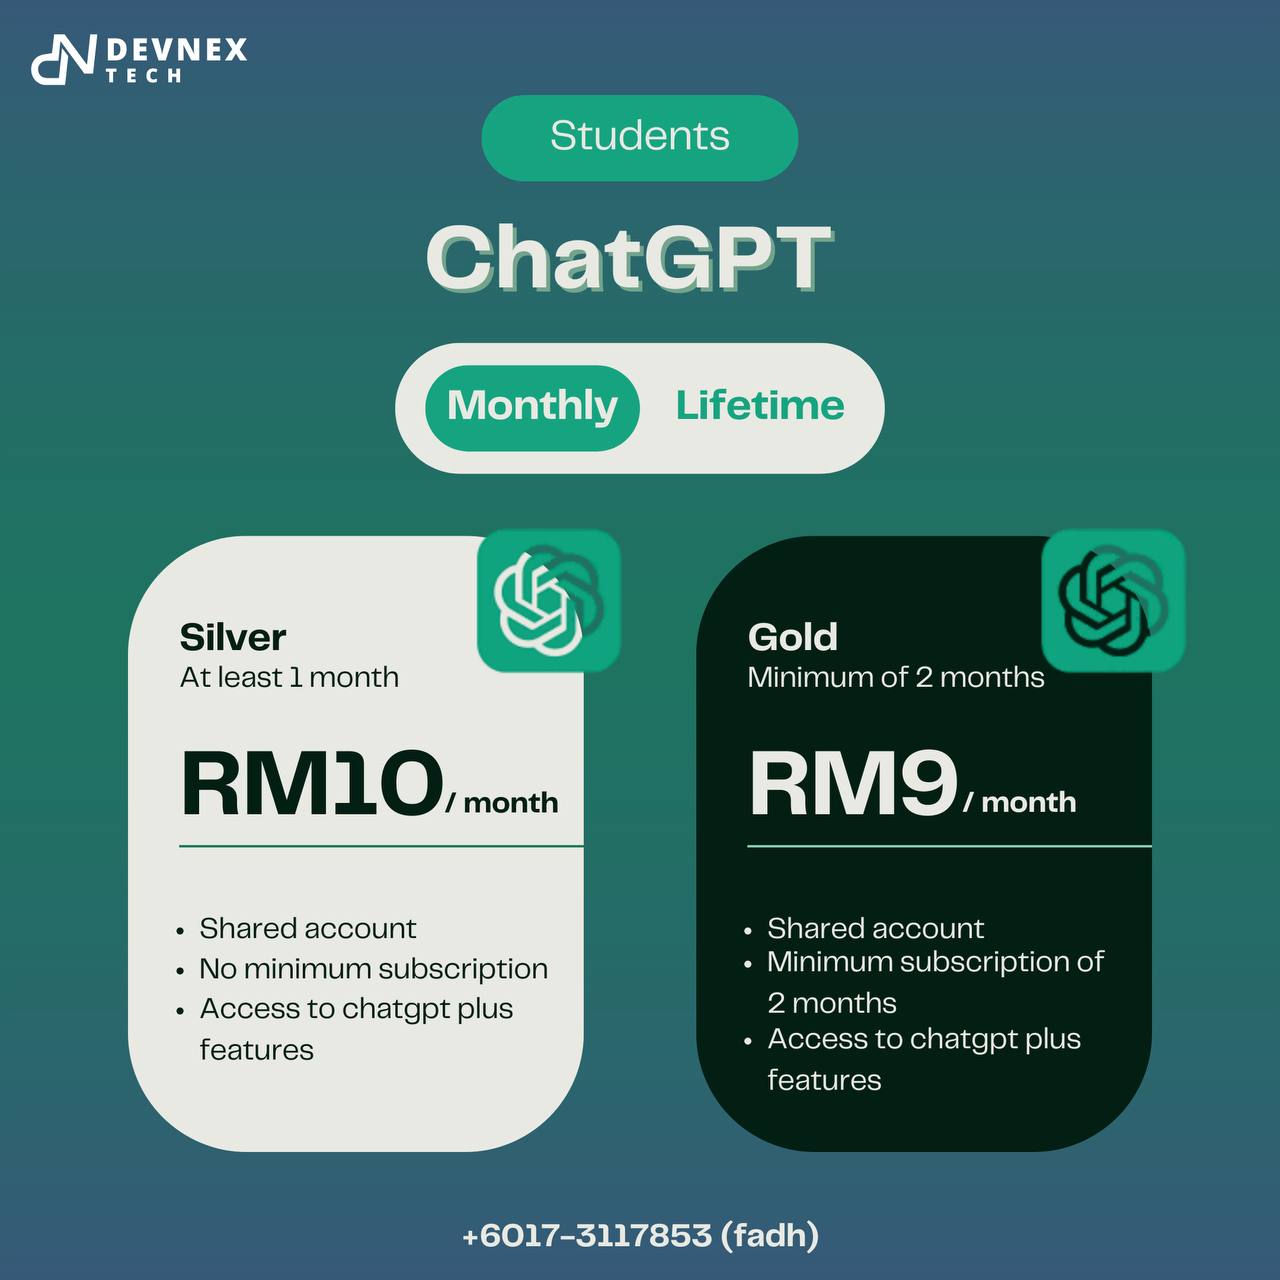 DEVNEX
TECH
Students
ChatGPT
Monthly
Lifetime
Silver
At least 1 month
RM10/ month
• Shared account
• No minimum subscription
• Access to chatgpt plus
features
Gold
Minimum of 2 months
RM9/ month
• Shared account
• Minimum subscription of
2 months
• Access to chatgpt plus
features
+6017-3117853 (fadh)